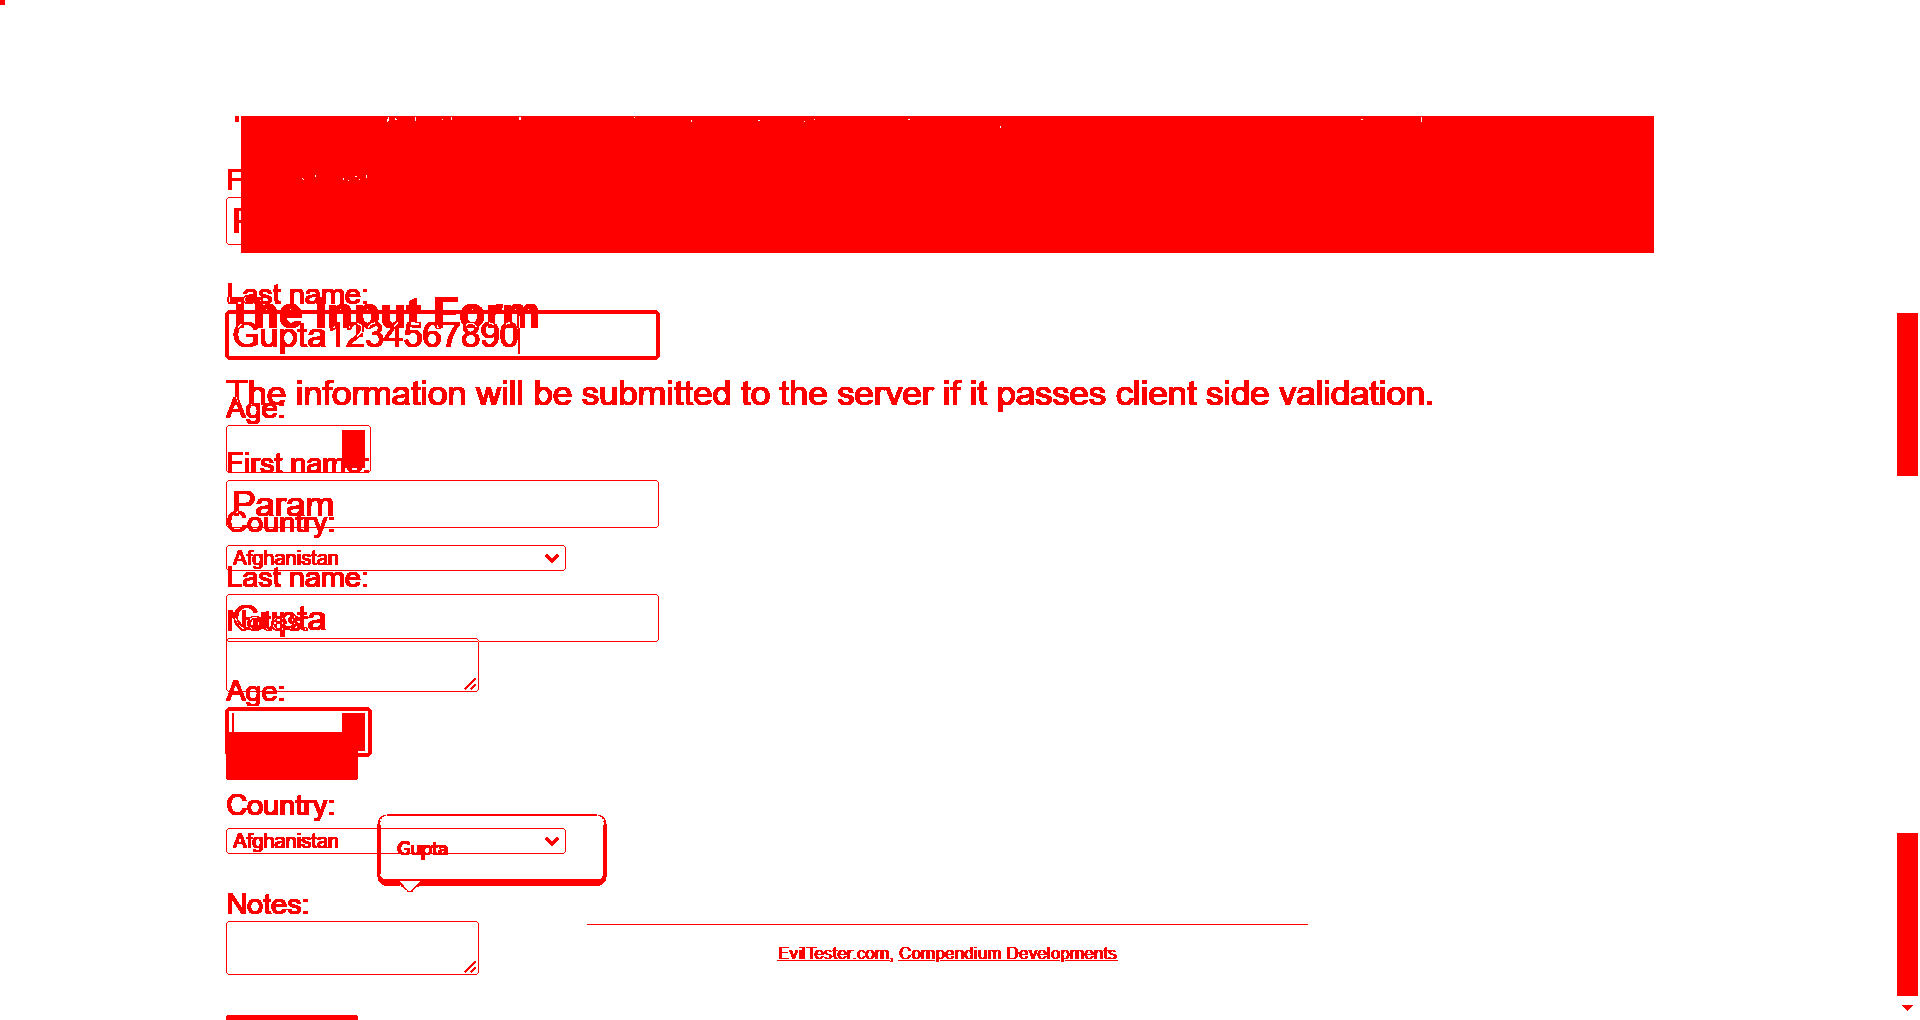 Last name:
The Input Form
Gupta1234567890
The information will be submitted to the server if it passes client side validation.
Age:
First name:
Param
Country:
Afghanistan
Last name:
Gupta
Notes:
Age:
Country:
Afghanistan
Gupta
Notes:
EvilTester.com, Compendium Developments